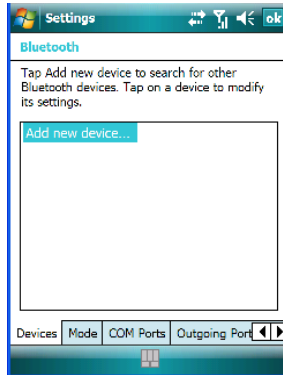 Settings
ok
Bluetooth
Tap Add new device to search for other
Bluetooth devices. Tap on a device to modify
its settings.
Add new device...
Devices
Mode
COM Ports
Outgoing Port